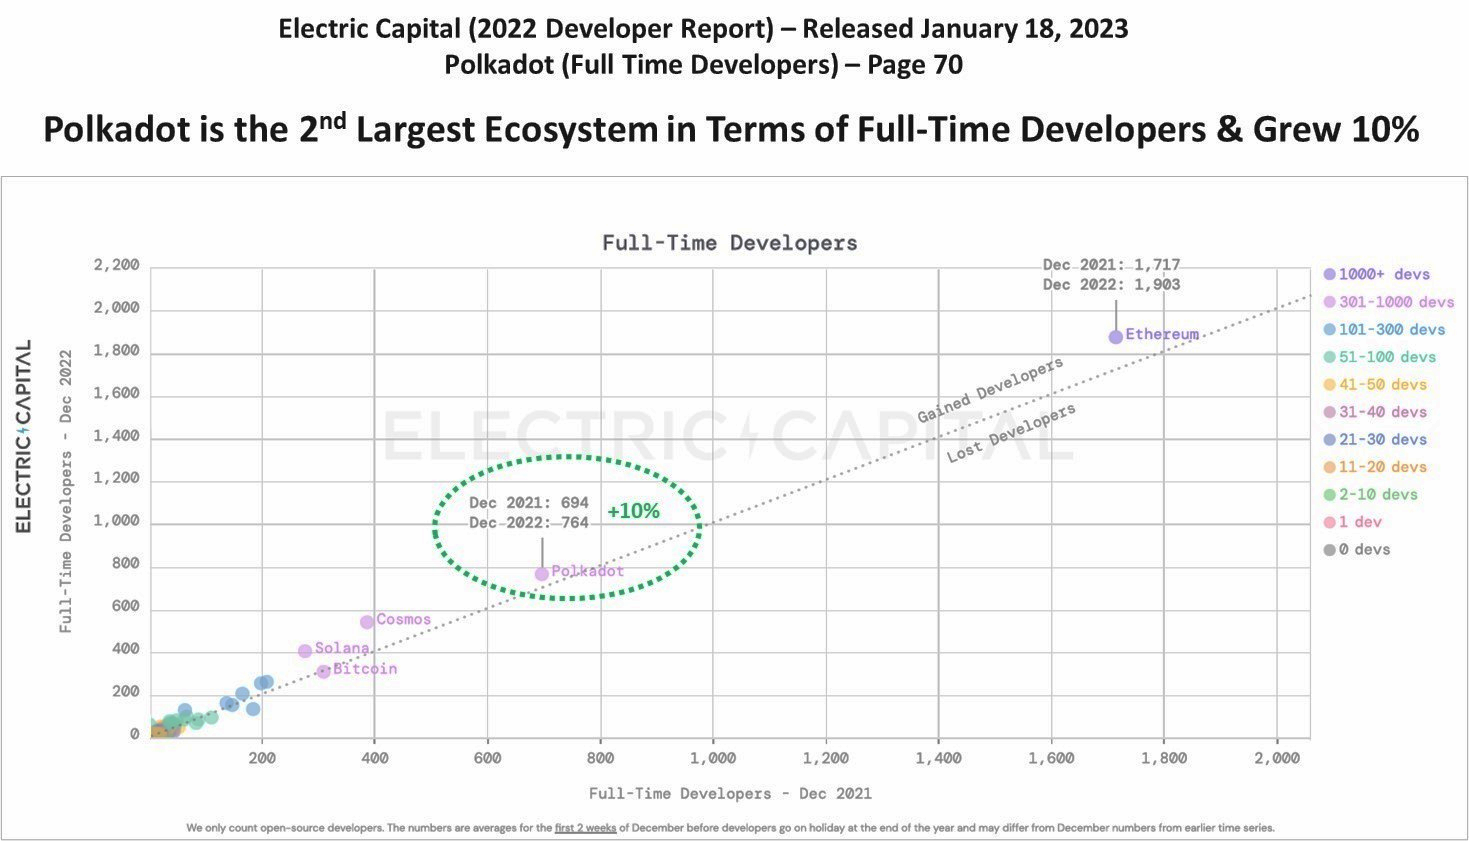 Electric Capital (2022 Developer Report) – Released January 18, 2023
Polkadot (Full Time Developers) – Page 70
Polkadot is the 2nd Largest Ecosystem in Terms of Full-Time Developers & Grew 10%
Full-Time Developers
ELECTRIC CAPITAL
Full-Time Developers - Dec 2022
2,200
2,000
1,800
1,600
1,400
1,200
1,000
800
600
400
200
0
Dec 2021: 1,717
Dec 2022: 1,903
Ethereum
Gained Developers
Lost Developers
ELECTRIC CAPITAL
Dec 2021: 694
Dec 2022: 764
+10%
Polkadot
Cosmos
Solana
Bitcoin
1000+ devs
301-1000 devs
101-300 devs
51-100 devs
41-50 devs
31-40 devs
21-30 devs
11-20 devs
2-10 devs
1 dev
0 devs
200 400 600 800 1,000 1,200 1,400 1,600 1,800 2,000
Full-Time Developers - Dec 2021
We only count open-source developers. The numbers are averages for the first 2 weeks of December before developers go on holiday at the end of the year and may differ from December numbers from earlier time series.